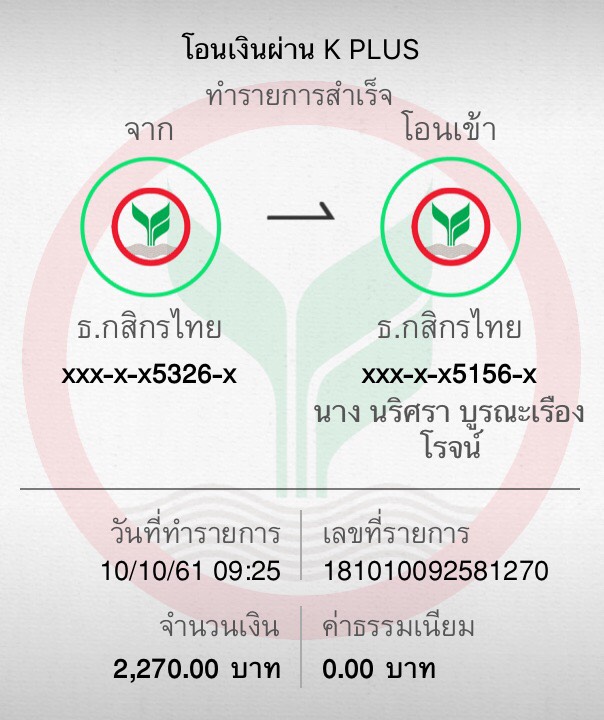 โอนเงินผ่าน K PLUS
ทำรายการสำเร็จ
จาก
โอนเข้า
ธ.กสิกรไทย
ธ.กสิกรไทย
xxx-x-x5326-x
xxx-x-x5156-x
นาง นริศรา บูรณะเรือง
โรจน์
วันที่ทำรายการ
เลขที่รายการ
10/10/61 09:25
181010092581270
จำนวนเงิน
ค่าธรรมเนียม
2,270.00 บาท
0.00 บาท